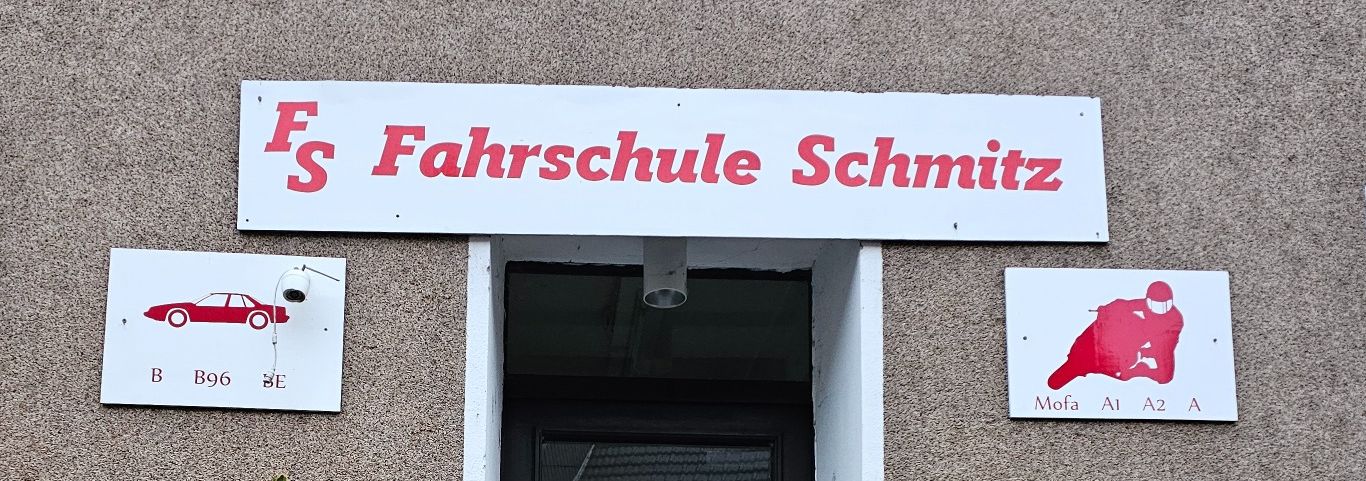 FS Fahrschule Schmitz
B B96 BE
Mofa A1 A2 A